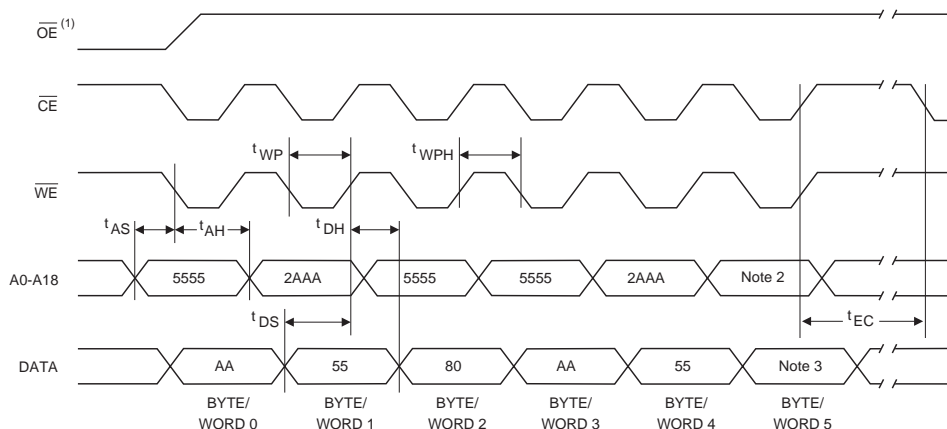 OE (1)
CE
t WP
t WPH
WE
t AS
t AH
t DH
A0-A18
5555
2AAA
5555
5555
2AAA
Note 2
t DS
t EC
DATA
AA
55
80
AA
55
Note 3
BYTE/
WORD 0
BYTE/
WORD 1
BYTE/
WORD 2
BYTE/
WORD 3
BYTE/
WORD 4
BYTE/
WORD 5